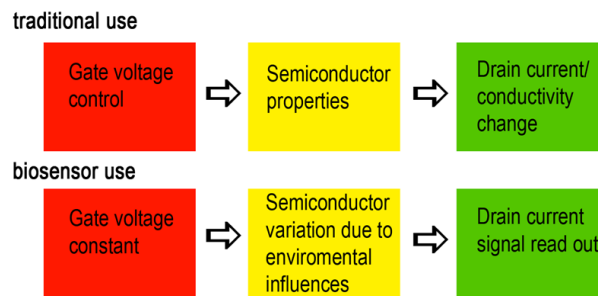 traditional use
Gate voltage
control
Semiconductor
properties
Drain current/
conductivity
change
biosensor use
Gate voltage
constant
Semiconductor
variation due to
enviromental
influences
Drain current
signal read out